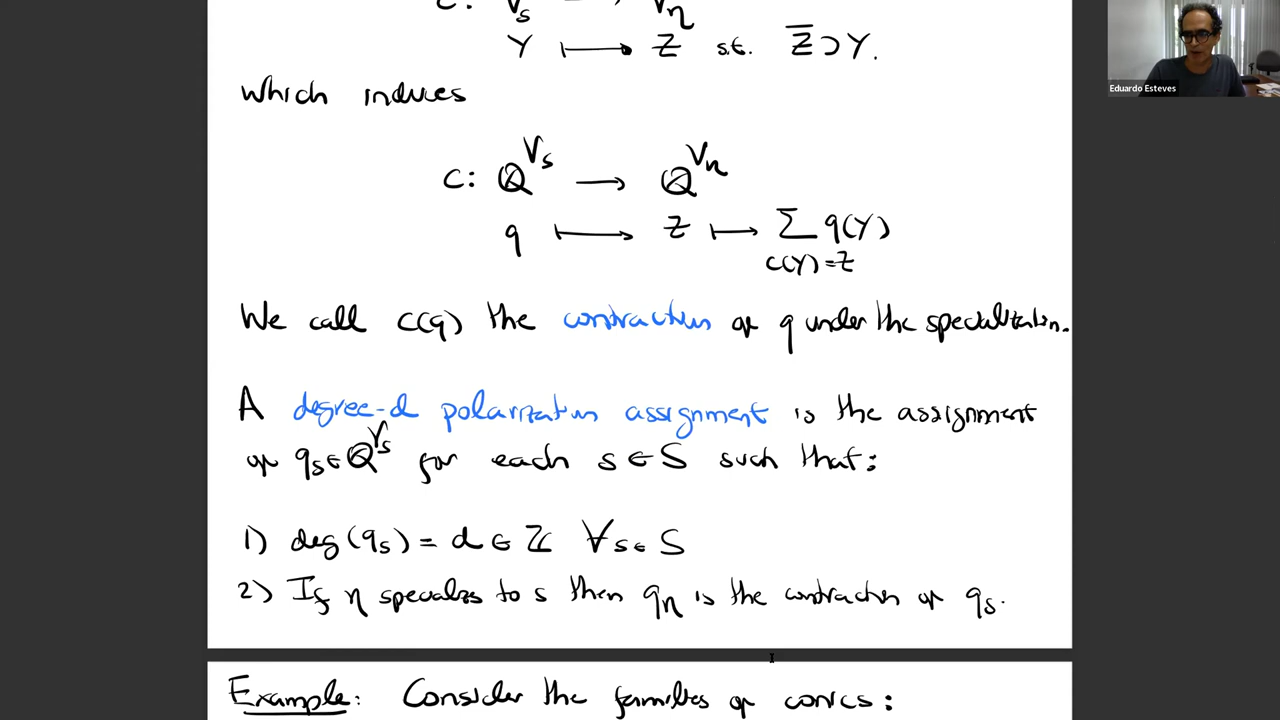 C: V_s → V_η
Y ↦ Z s.t. Z̅ ⊃ Y.
Eduardo Esteves
which induces
C: ℚ^{V_s} → ℚ^{V_η}
q ↦ Z ↦ ∑ q(Y)
C(Y)=Z
We call C(q) the contraction of q under the specialization.
A degree-d polarization assignment is the assignment
of q_s ∈ ℚ^{V_s} for each s ∈ S such that:
1) deg(q_s) = d ∈ ℤ ∀ s ∈ S
2) If η specializes to s then q_η is the contraction of q_s.
Example: Consider the families of conics: